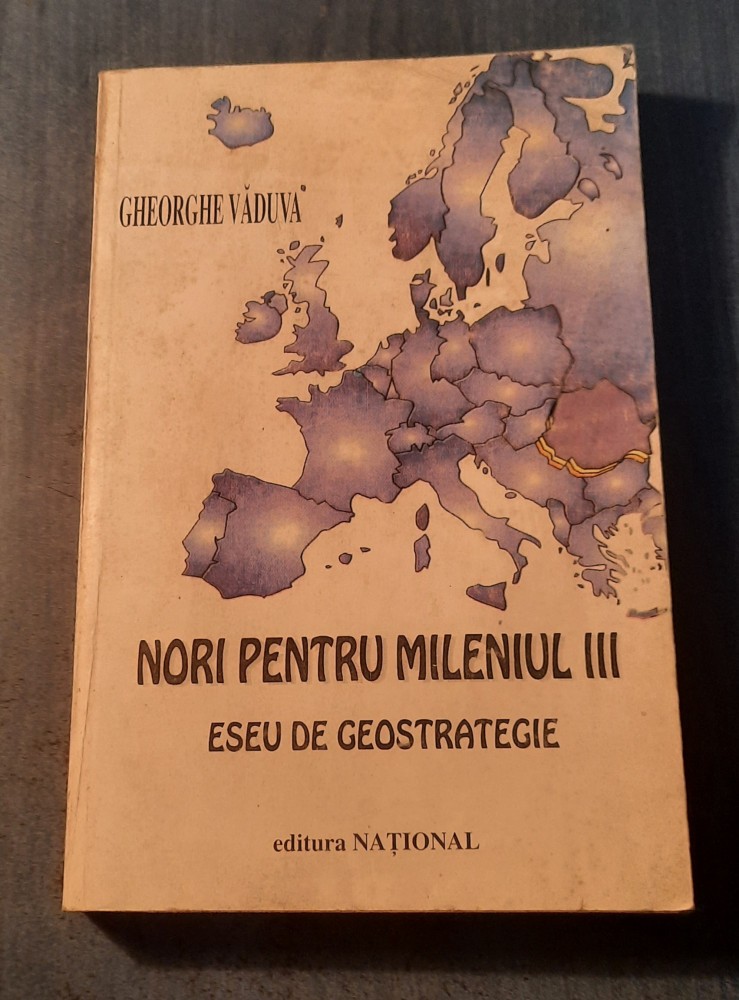 GHEORGHE VĂDUVA
NORI PENTRU MILENIUL III
ESEU DE GEOSTRATEGIE
editura NAȚIONAL